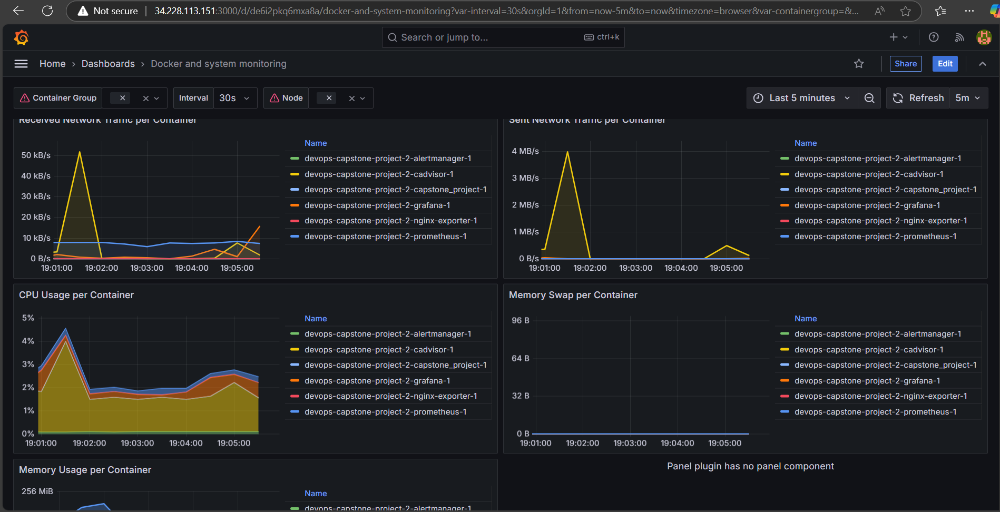 Not secure
34.228.113.151:3000/d/de6i2pkq6mxa8a/docker-and-system-monitoring?var-interval=30s&orgId=1&from=now-5m&to=now&timezone=browser&var-containergroup=&...
Search or jump to... ctrl+k
Home › Dashboards › Docker and system monitoring
Share
Edit
Container Group
Interval 30s
Node
Last 5 minutes
Refresh 5m
Received Network Traffic per Container
50 kB/s
40 kB/s
30 kB/s
20 kB/s
10 kB/s
0 B/s
19:01:00 19:02:00 19:03:00 19:04:00 19:05:00
Name
devops-capstone-project-2-alertmanager-1
devops-capstone-project-2-cadvisor-1
devops-capstone-project-2-capstone_project-1
devops-capstone-project-2-grafana-1
devops-capstone-project-2-nginx-exporter-1
devops-capstone-project-2-prometheus-1
Sent Network Traffic per Container
4 MB/s
3 MB/s
2 MB/s
1 MB/s
0 B/s
19:01:00 19:02:00 19:03:00 19:04:00 19:05:00
Name
devops-capstone-project-2-alertmanager-1
devops-capstone-project-2-cadvisor-1
devops-capstone-project-2-capstone_project-1
devops-capstone-project-2-grafana-1
devops-capstone-project-2-nginx-exporter-1
devops-capstone-project-2-prometheus-1
CPU Usage per Container
5%
4%
3%
2%
1%
0%
19:01:00 19:02:00 19:03:00 19:04:00 19:05:00
Name
devops-capstone-project-2-alertmanager-1
devops-capstone-project-2-cadvisor-1
devops-capstone-project-2-capstone_project-1
devops-capstone-project-2-grafana-1
devops-capstone-project-2-nginx-exporter-1
devops-capstone-project-2-prometheus-1
Memory Swap per Container
96 B
64 B
32 B
0 B
19:01:00 19:02:00 19:03:00 19:04:00 19:05:00
Name
devops-capstone-project-2-alertmanager-1
devops-capstone-project-2-cadvisor-1
devops-capstone-project-2-capstone_project-1
devops-capstone-project-2-grafana-1
devops-capstone-project-2-nginx-exporter-1
devops-capstone-project-2-prometheus-1
Memory Usage per Container
256 MiB
Name
devops-capstone-project-2-alertmanager-1
Panel plugin has no panel component